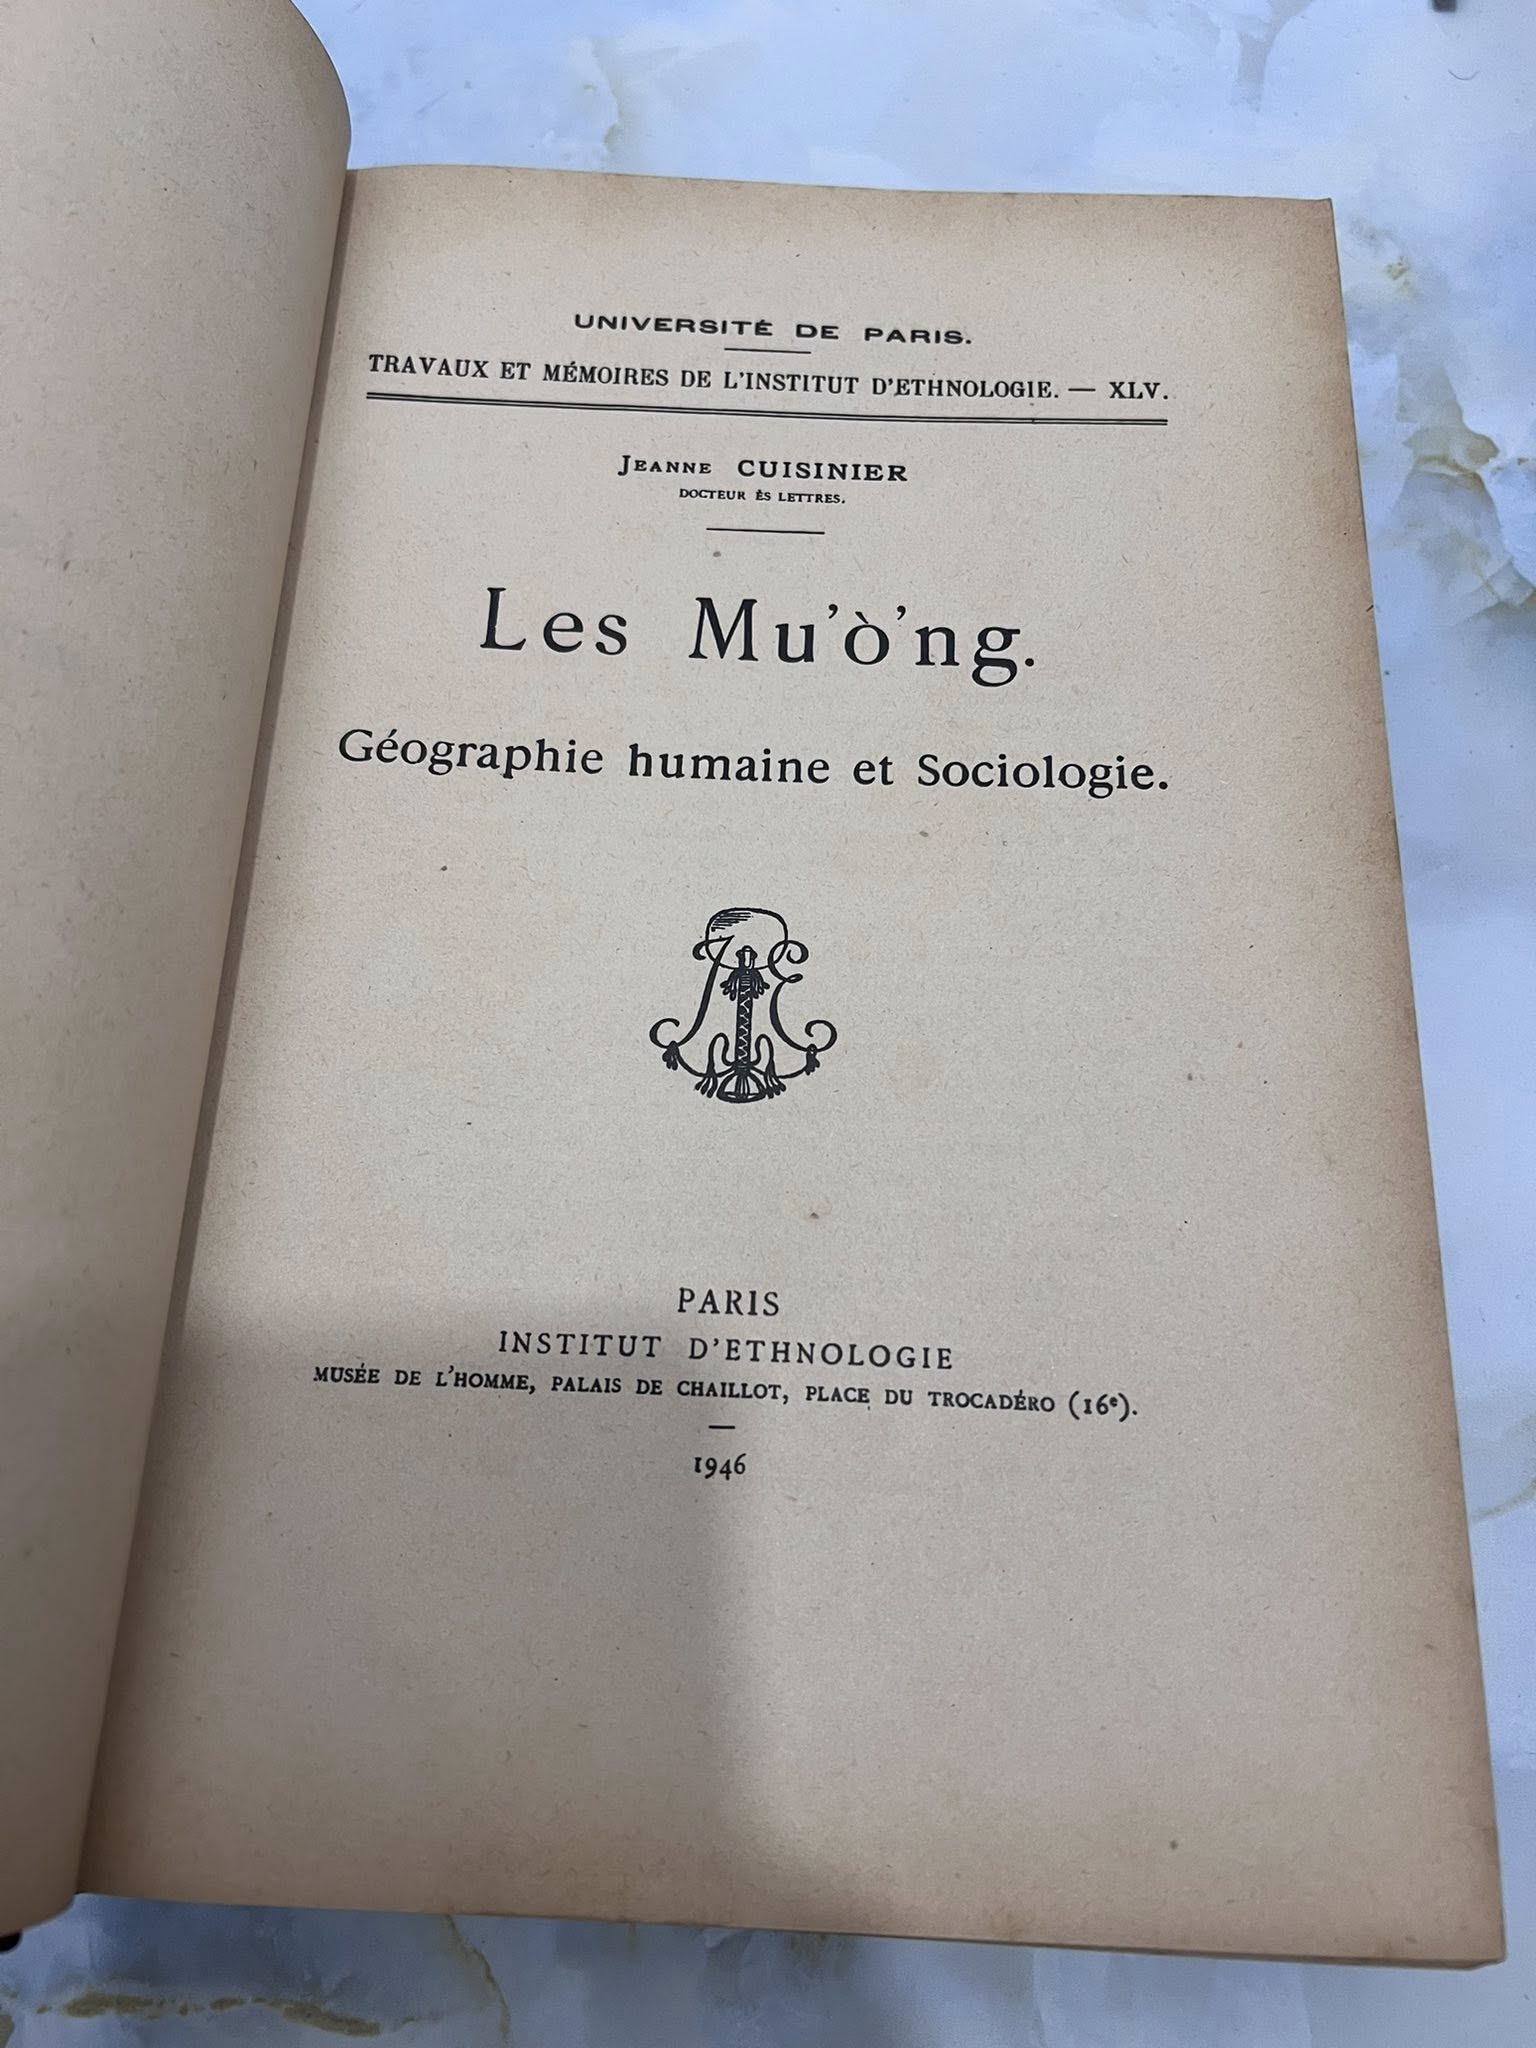 UNIVERSITÉ DE PARIS.
TRAVAUX ET MÉMOIRES DE L'INSTITUT D'ETHNOLOGIE. — XLV.
JEANNE CUISINIER
DOCTEUR ÈS LETTRES.
Les Mu'ò'ng.
Géographie humaine et Sociologie.
PARIS
INSTITUT D'ETHNOLOGIE
MUSÉE DE L'HOMME, PALAIS DE CHAILLOT, PLACE DU TROCADÉRO (16e).
1946